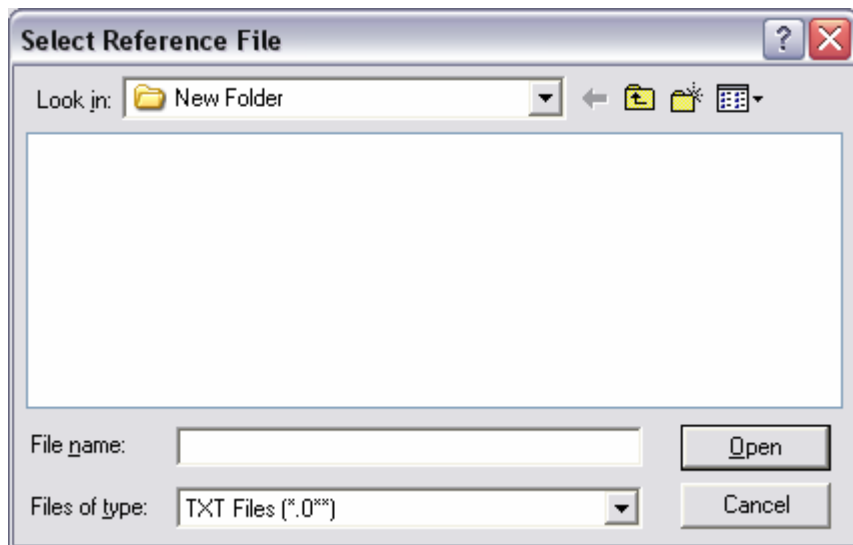 Select Reference File
Look in: New Folder
File name: Open
Files of type: TXT Files (*.0**) Cancel